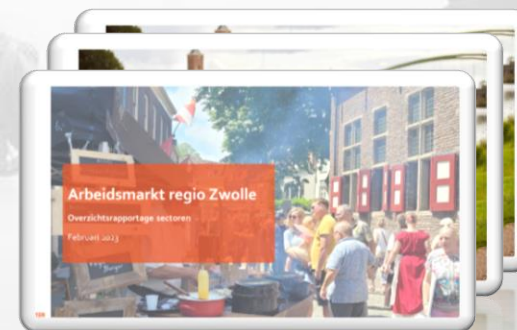 Arbeidsmarkt regio Zwolle
Overzichtsrapportage sectoren
Februari 2023